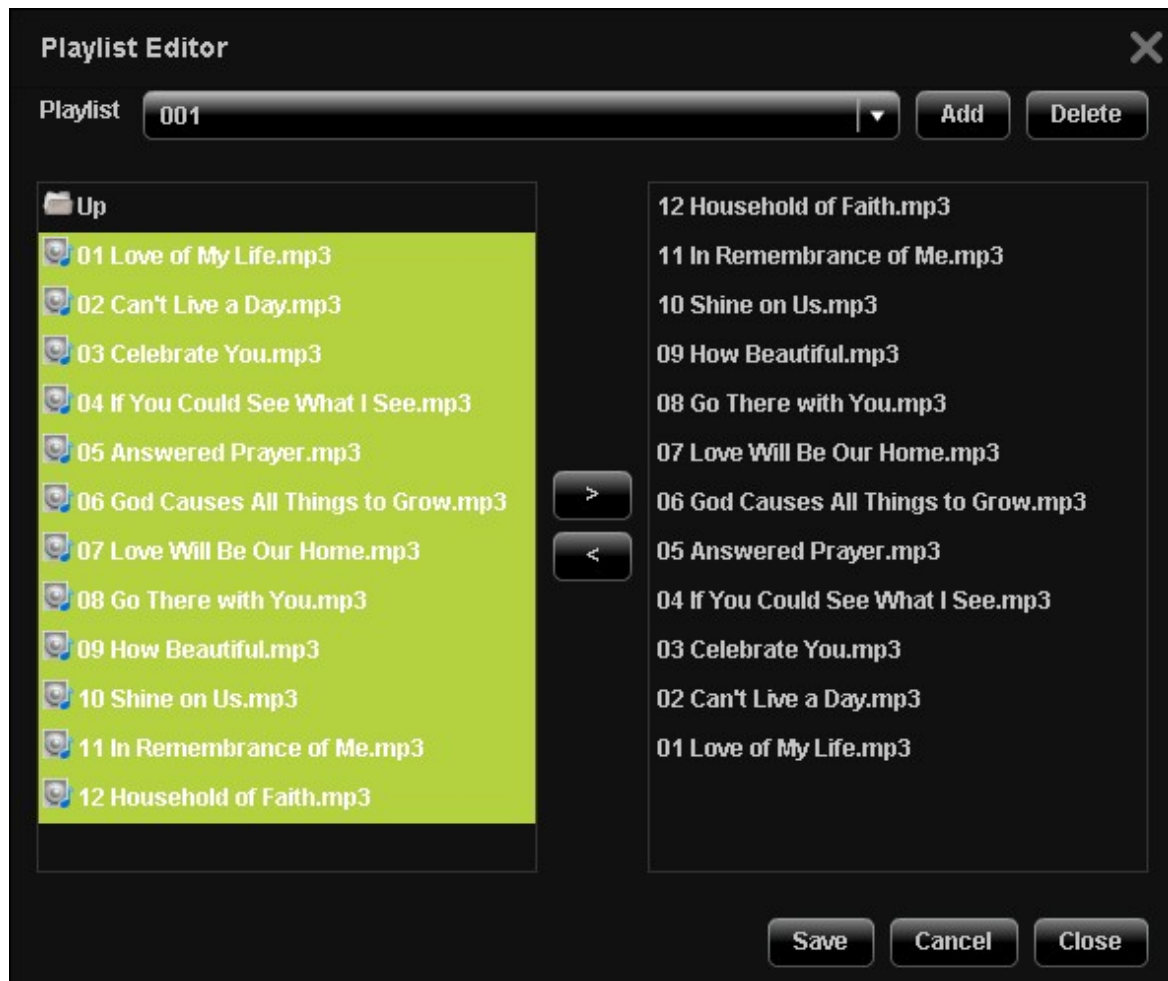 Playlist Editor
Playlist 001 Add Delete
Up
01 Love of My Life.mp3
02 Can't Live a Day.mp3
03 Celebrate You.mp3
04 If You Could See What I See.mp3
05 Answered Prayer.mp3
06 God Causes All Things to Grow.mp3
07 Love Will Be Our Home.mp3
08 Go There with You.mp3
09 How Beautiful.mp3
10 Shine on Us.mp3
11 In Remembrance of Me.mp3
12 Household of Faith.mp3
>
<
12 Household of Faith.mp3
11 In Remembrance of Me.mp3
10 Shine on Us.mp3
09 How Beautiful.mp3
08 Go There with You.mp3
07 Love Will Be Our Home.mp3
06 God Causes All Things to Grow.mp3
05 Answered Prayer.mp3
04 If You Could See What I See.mp3
03 Celebrate You.mp3
02 Can't Live a Day.mp3
01 Love of My Life.mp3
Save Cancel Close